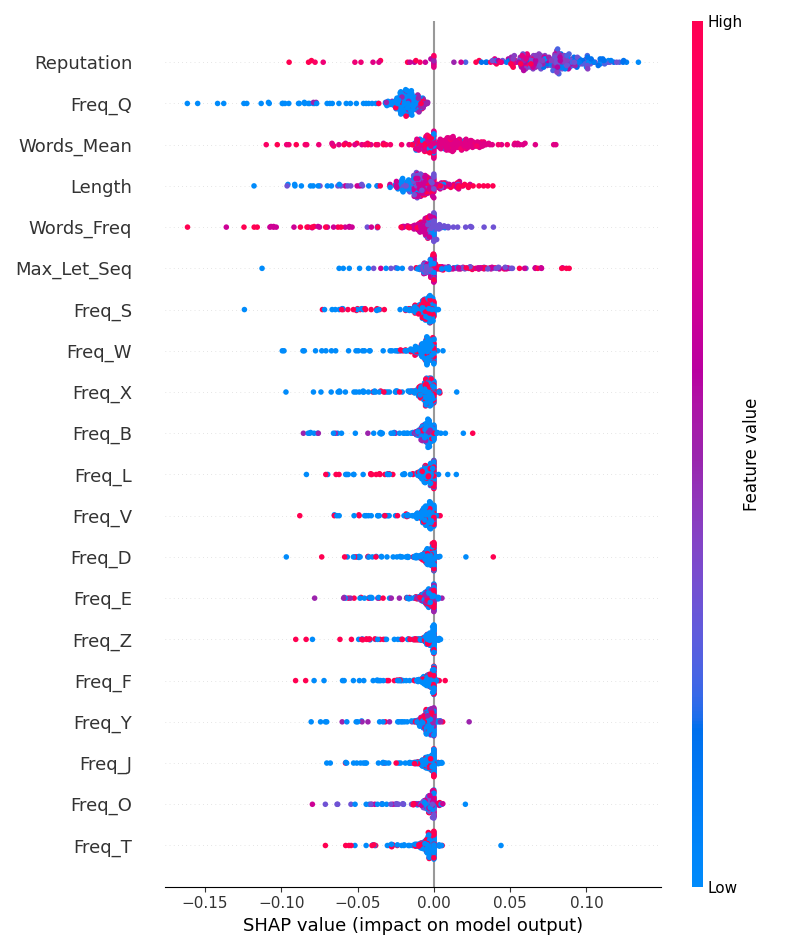 High
Reputation
Freq_Q
Words_Mean
Length
Words_Freq
Max_Let_Seq
Freq_S
Freq_W
Freq_X
Freq_B
Freq_L
Freq_V
Freq_D
Freq_E
Freq_Z
Freq_F
Freq_Y
Freq_J
Freq_O
Freq_T
Feature value
Low
−0.15 −0.10 −0.05 0.00 0.05 0.10
SHAP value (impact on model output)